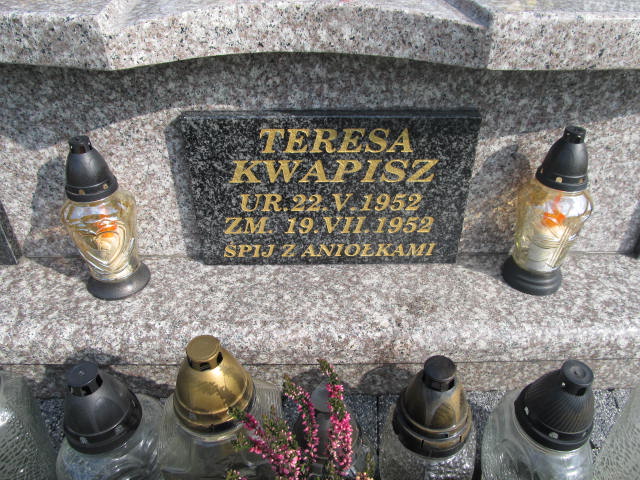 TERESA
KWAPISZ
UR. 22. V. 1952
ZM. 19. VII. 1952
ŚPIJ Z ANIOŁKAMI